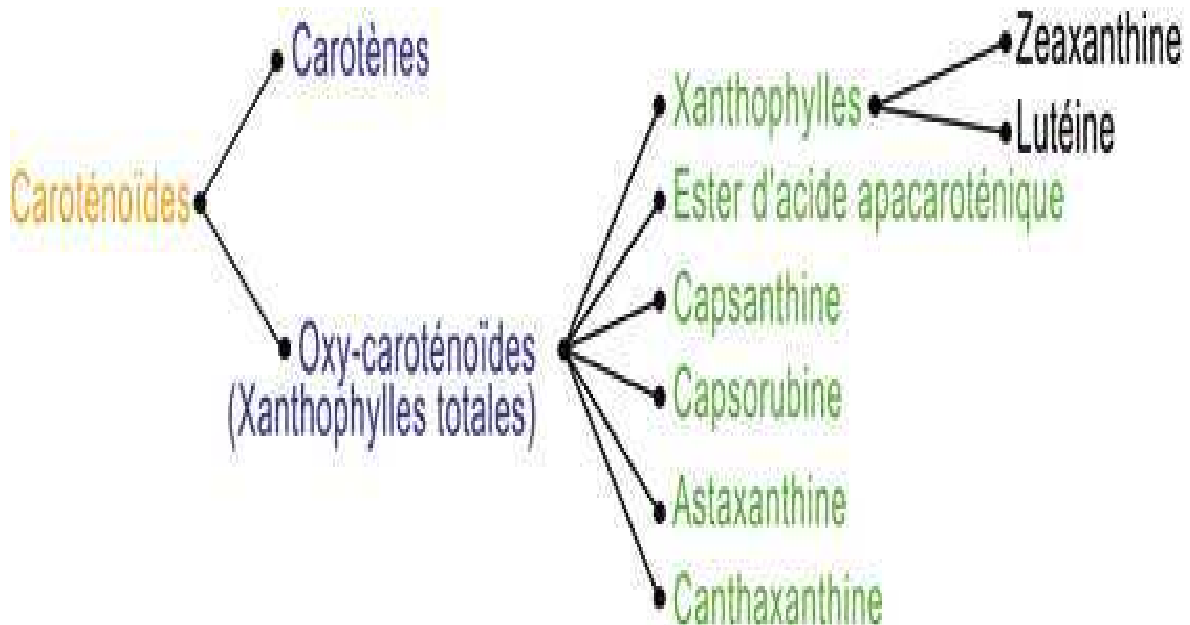 Caroténoïdes
Carotènes
Oxy-caroténoïdes
(Xanthophylles totales)
Xanthophylles
Zeaxanthine
Lutéine
Ester d'acide apacaroténique
Capsanthine
Capsorubine
Astaxanthine
Canthaxanthine